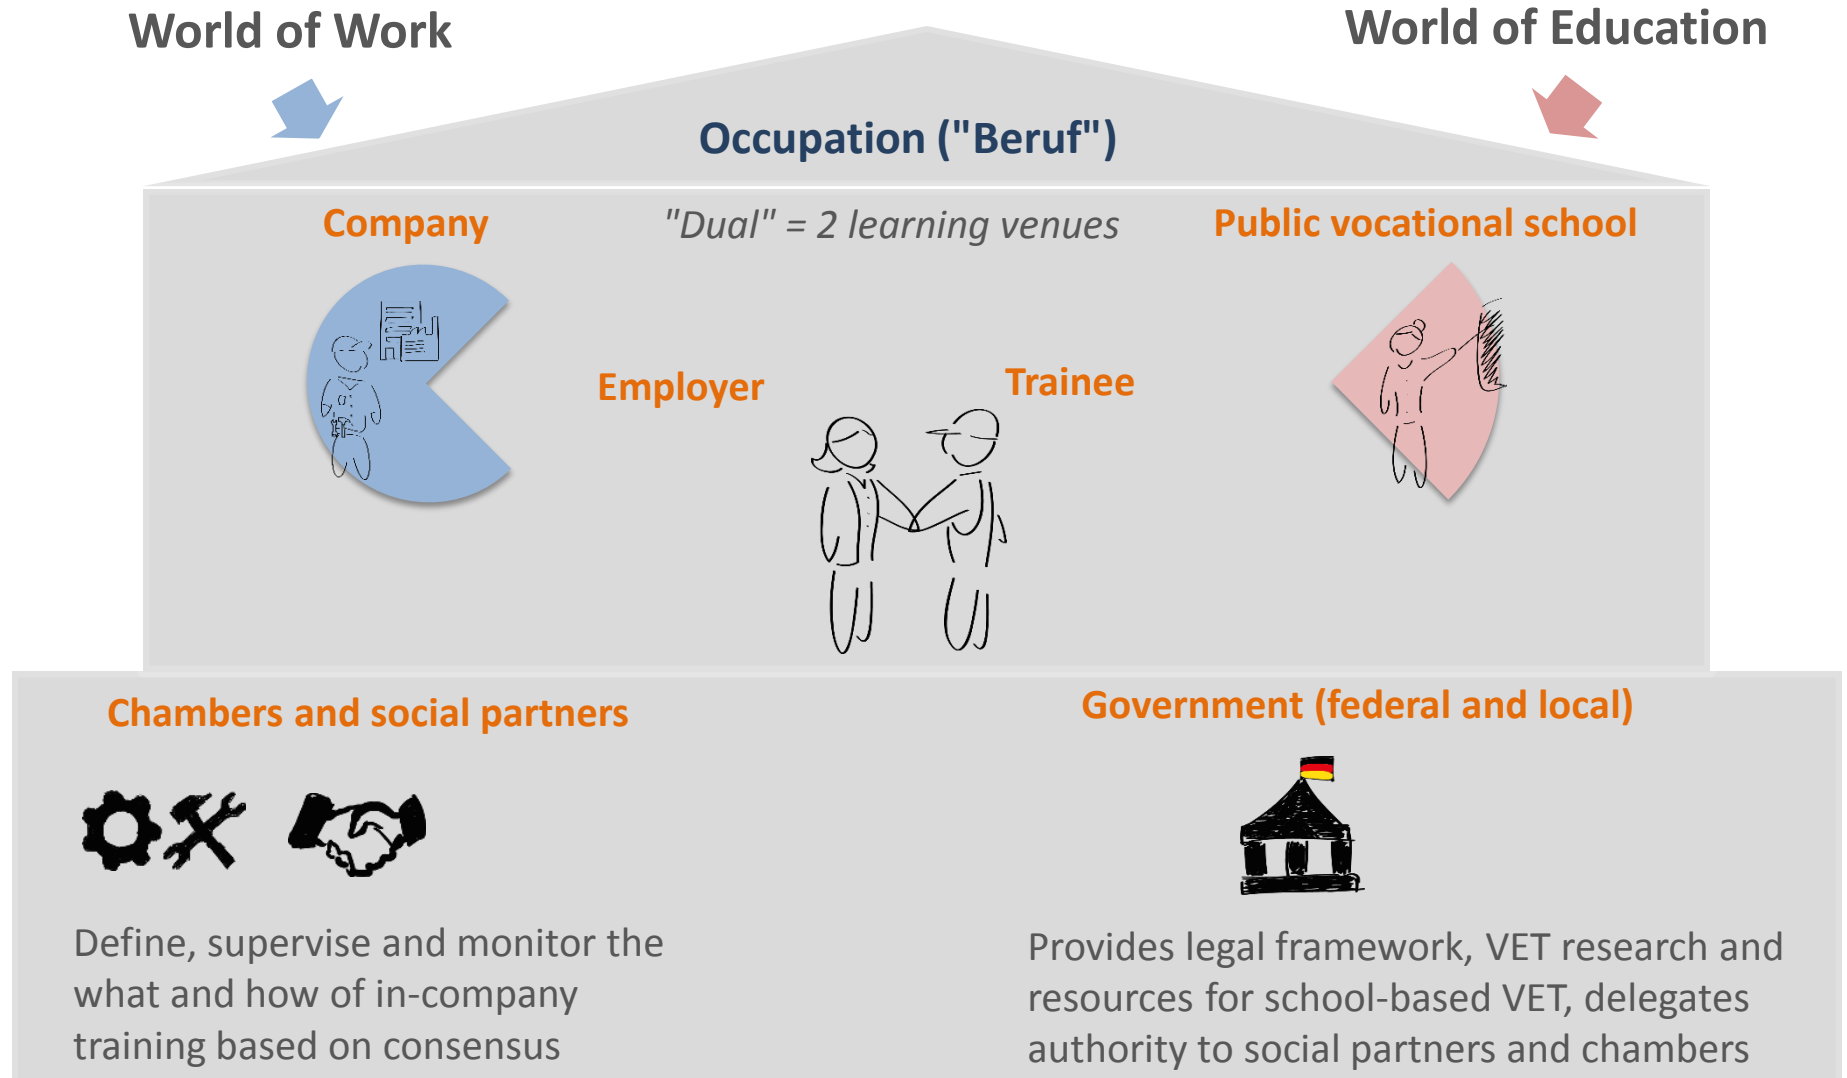 World of Work
World of Education
Occupation ("Beruf")
Company
"Dual" = 2 learning venues
Public vocational school
Employer
Trainee
Chambers and social partners
Government (federal and local)
Define, supervise and monitor the
what and how of in-company
training based on consensus
Provides legal framework, VET research and
resources for school-based VET, delegates
authority to social partners and chambers